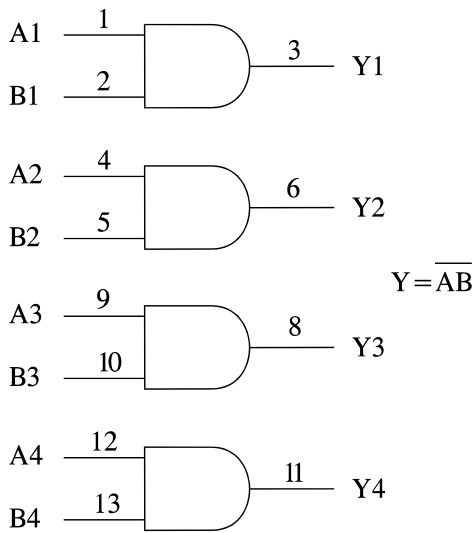 A1 1 3 Y1
B1 2
A2 4 6 Y2
B2 5
Y = \overline{AB}
A3 9 8 Y3
B3 10
A4 12 11 Y4
B4 13